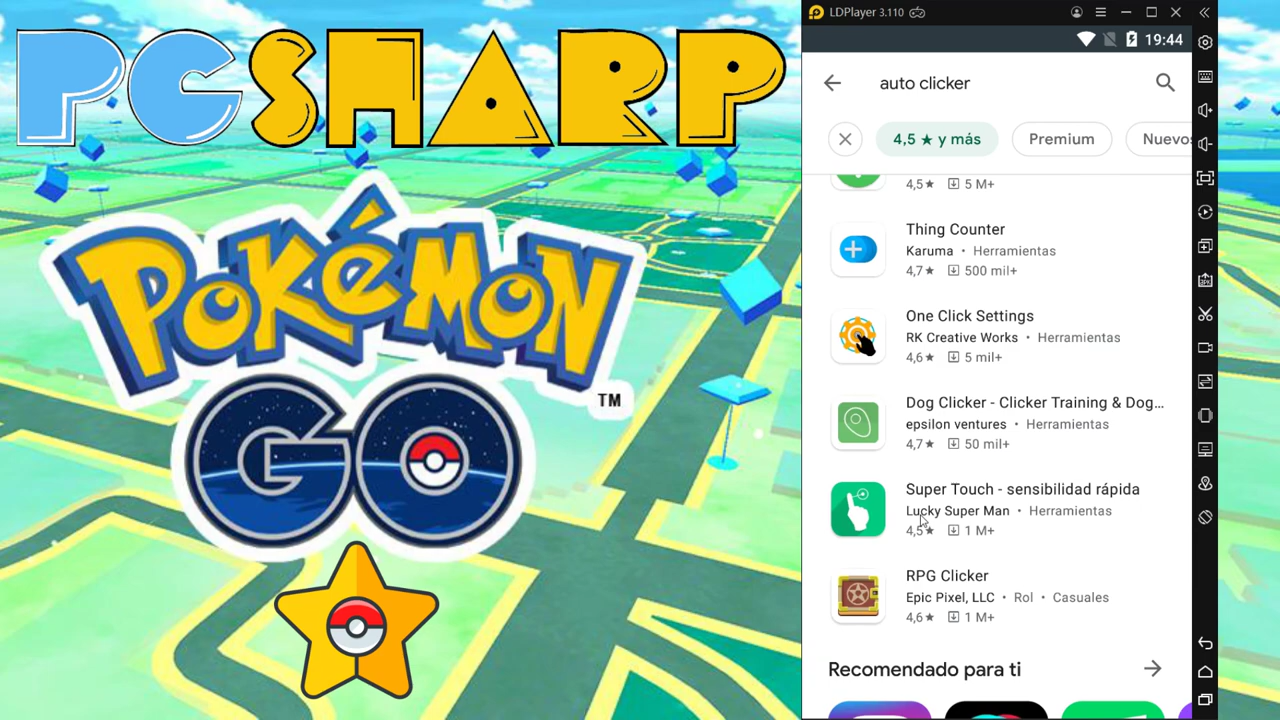 PGSHARP
POKéMON
GO
TM
LDPlayer 3.110
19:44
auto clicker
4,5 ★ y más
Premium
Nuevos
4,5★ 5 M+
Thing Counter
Karuma • Herramientas
4,7★ 500 mil+
One Click Settings
RK Creative Works • Herramientas
4,6★ 5 mil+
Dog Clicker - Clicker Training & Dog...
epsilon ventures • Herramientas
4,7★ 50 mil+
Super Touch - sensibilidad rápida
Lucky Super Man • Herramientas
4,5★ 1 M+
RPG Clicker
Epic Pixel, LLC • Rol • Casuales
4,6★ 1 M+
Recomendado para ti